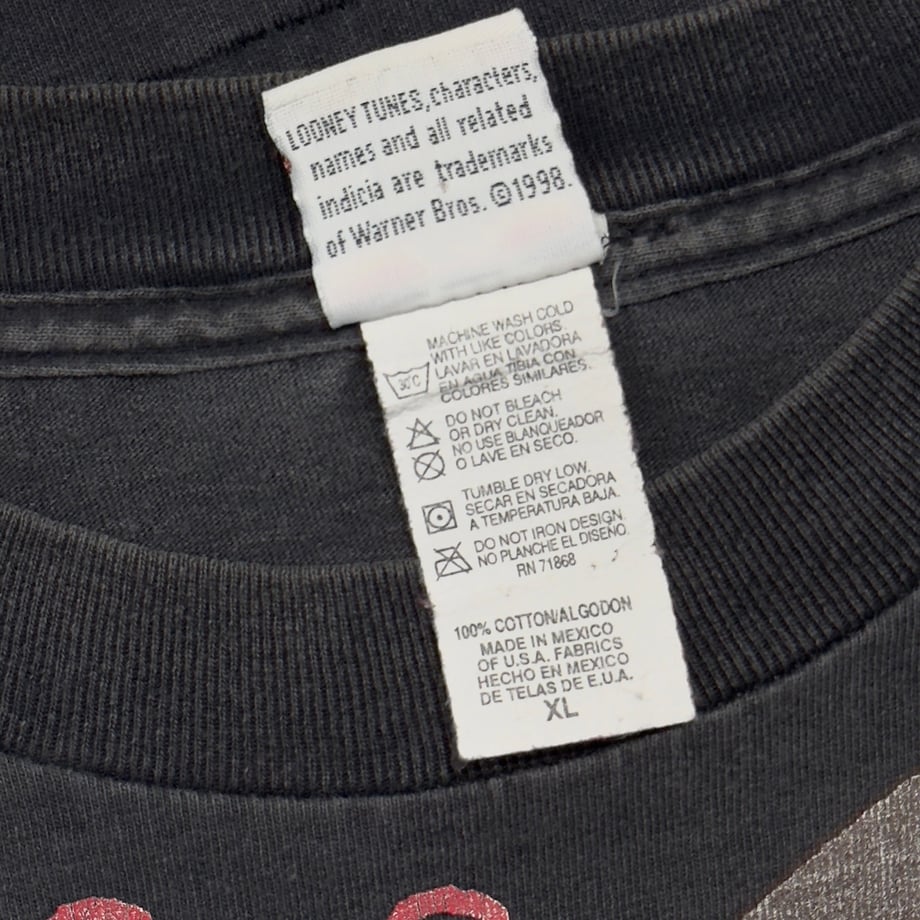 LOONEY TUNES, characters,
names and all related
indicia are trademarks
of Warner Bros. ©1998.
MACHINE WASH COLD
WITH LIKE COLORS
LAVAR EN LAVADORA
EN AGUA TIBIA CON
COLORES SIMILARES.
30°C
DO NOT BLEACH
OR DRY CLEAN.
NO USE BLANQUEADOR
O LAVE EN SECO.
TUMBLE DRY LOW.
SECAR EN SECADORA
A TEMPERATURA BAJA.
DO NOT IRON DESIGN.
NO PLANCHE EL DISEÑO.
RN 71868
100% COTTON/ALGODON
MADE IN MEXICO
OF U.S.A. FABRICS
HECHO EN MEXICO
DE TELAS DE E.U.A.
XL